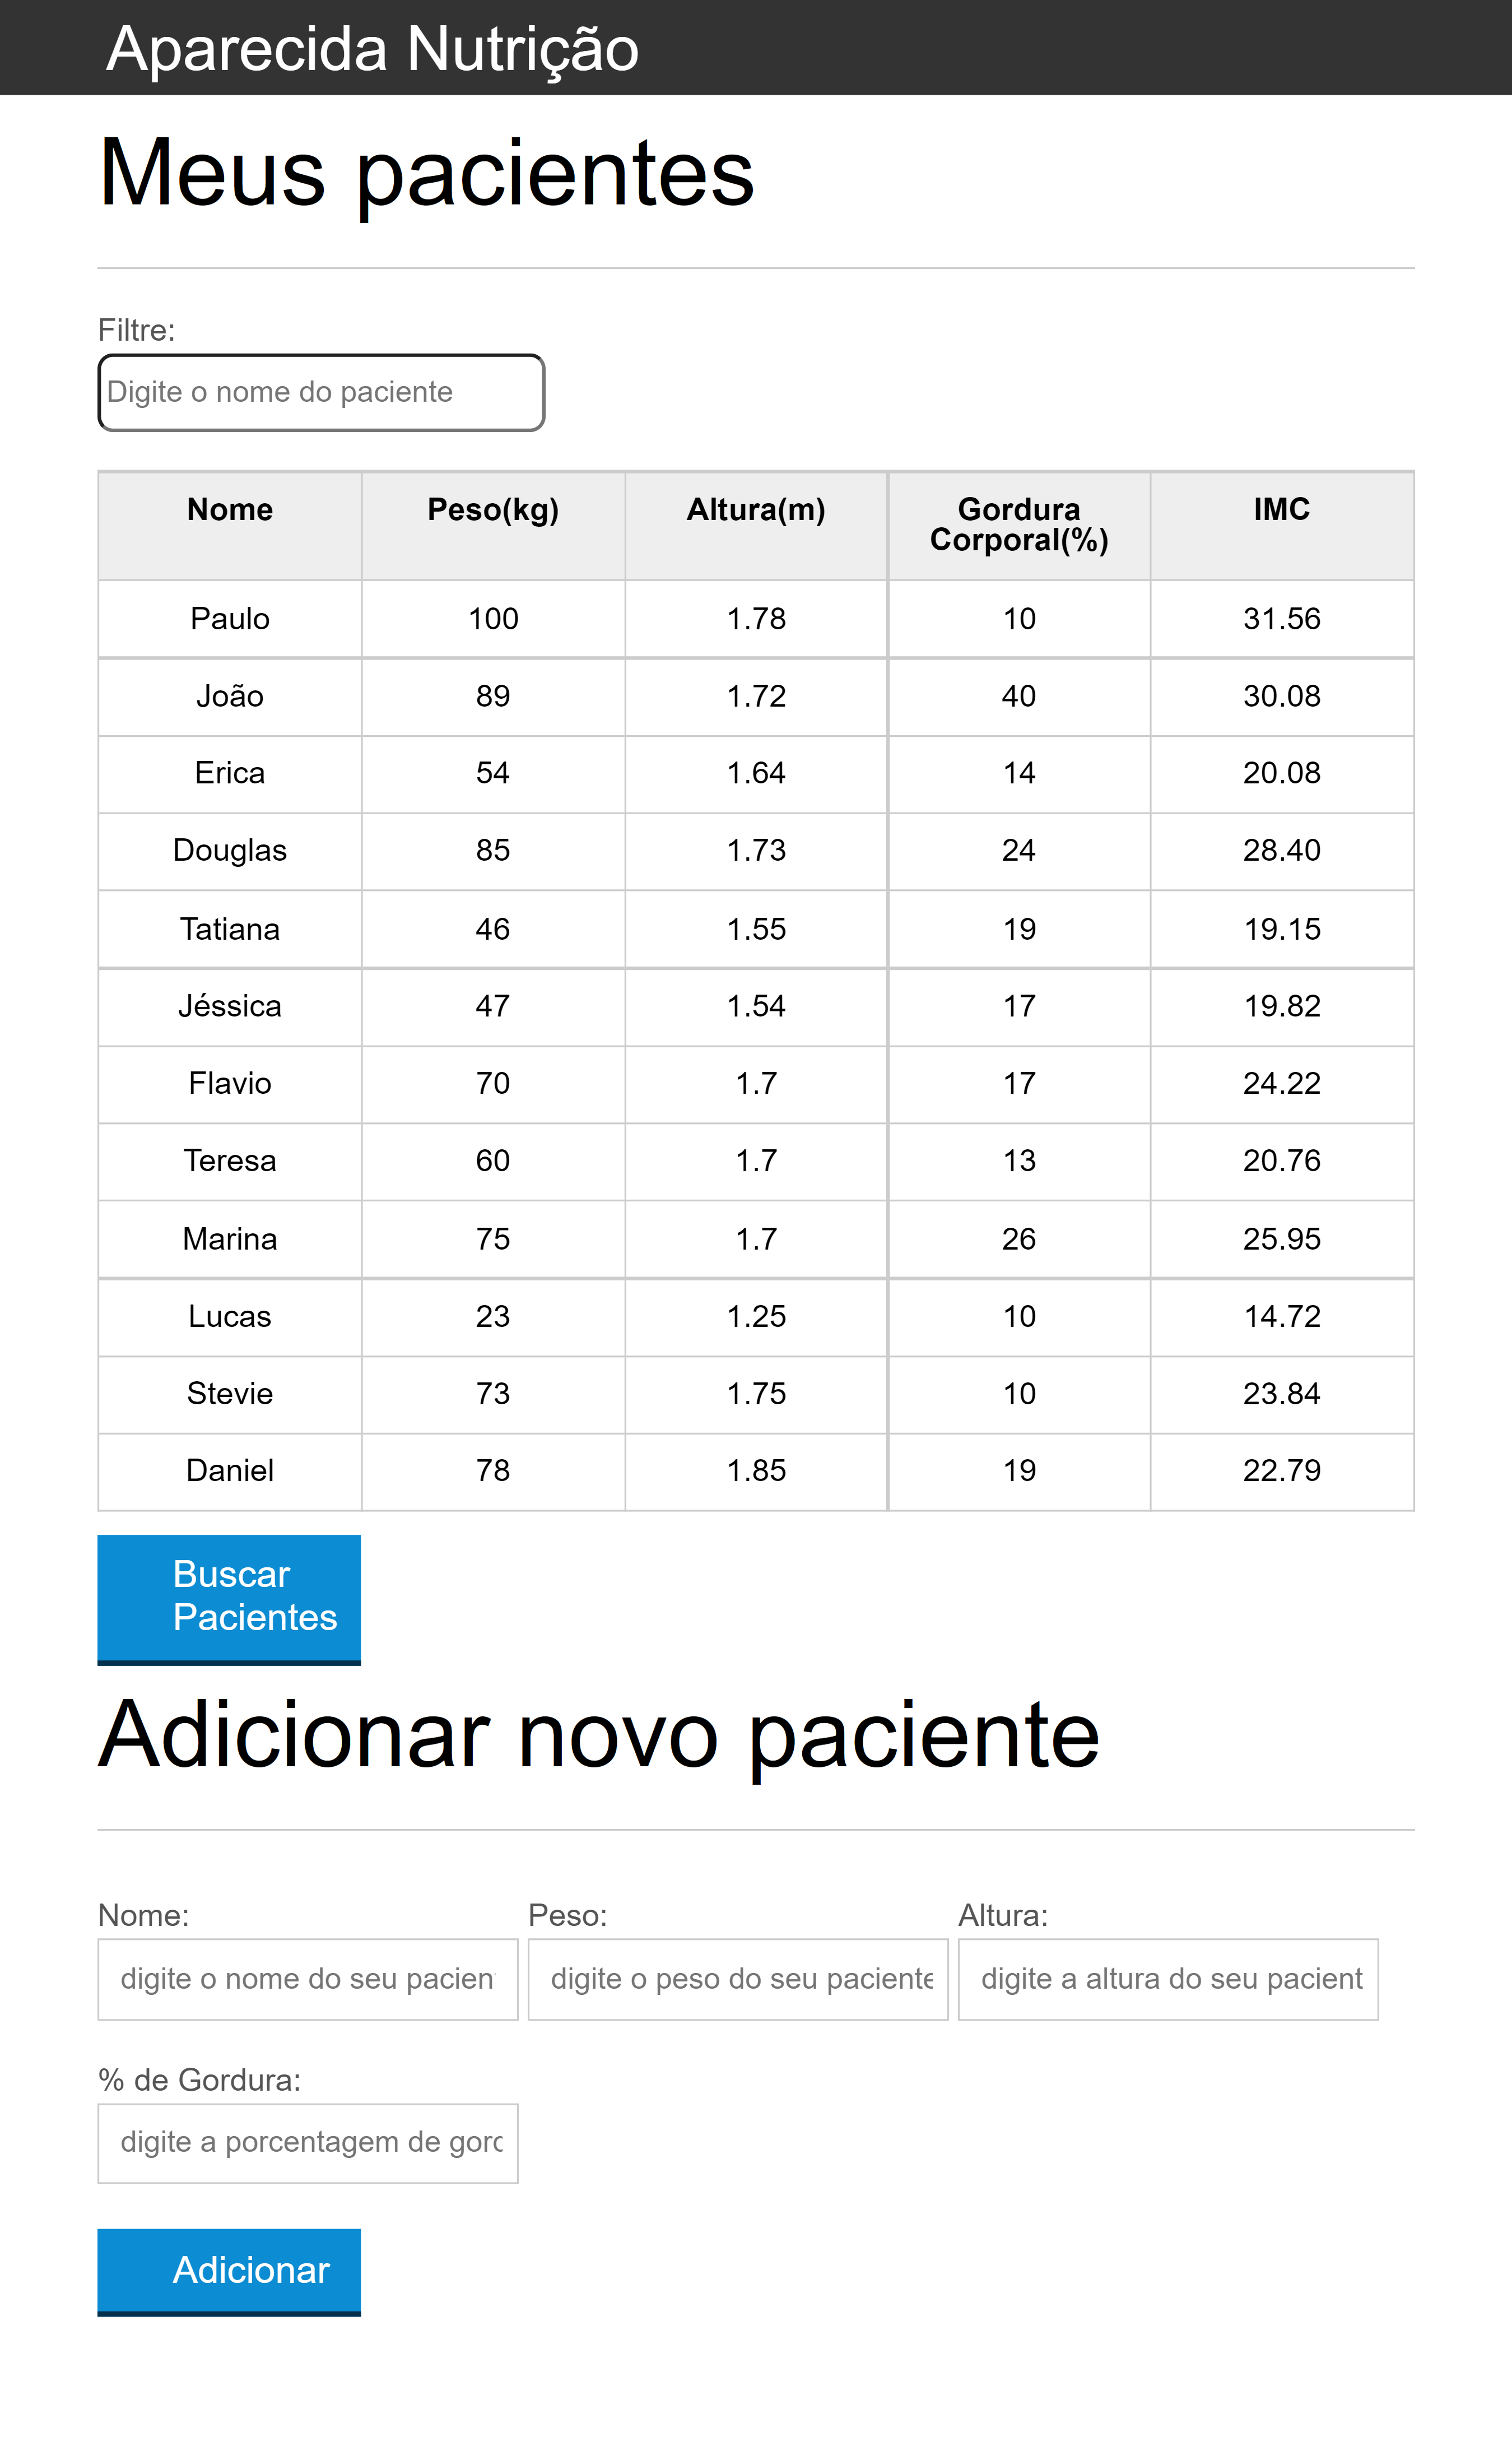 Aparecida Nutrição
Meus pacientes
Filtre:
Digite o nome do paciente
Nome Peso(kg) Altura(m) Gordura Corporal(%) IMC
Paulo 100 1.78 10 31.56
João 89 1.72 40 30.08
Erica 54 1.64 14 20.08
Douglas 85 1.73 24 28.40
Tatiana 46 1.55 19 19.15
Jéssica 47 1.54 17 19.82
Flavio 70 1.7 17 24.22
Teresa 60 1.7 13 20.76
Marina 75 1.7 26 25.95
Lucas 23 1.25 10 14.72
Stevie 73 1.75 10 23.84
Daniel 78 1.85 19 22.79
Buscar
Pacientes
Adicionar novo paciente
Nome: Peso: Altura:
digite o nome do seu pacien digite o peso do seu paciente digite a altura do seu pacient
% de Gordura:
digite a porcentagem de gord
Adicionar